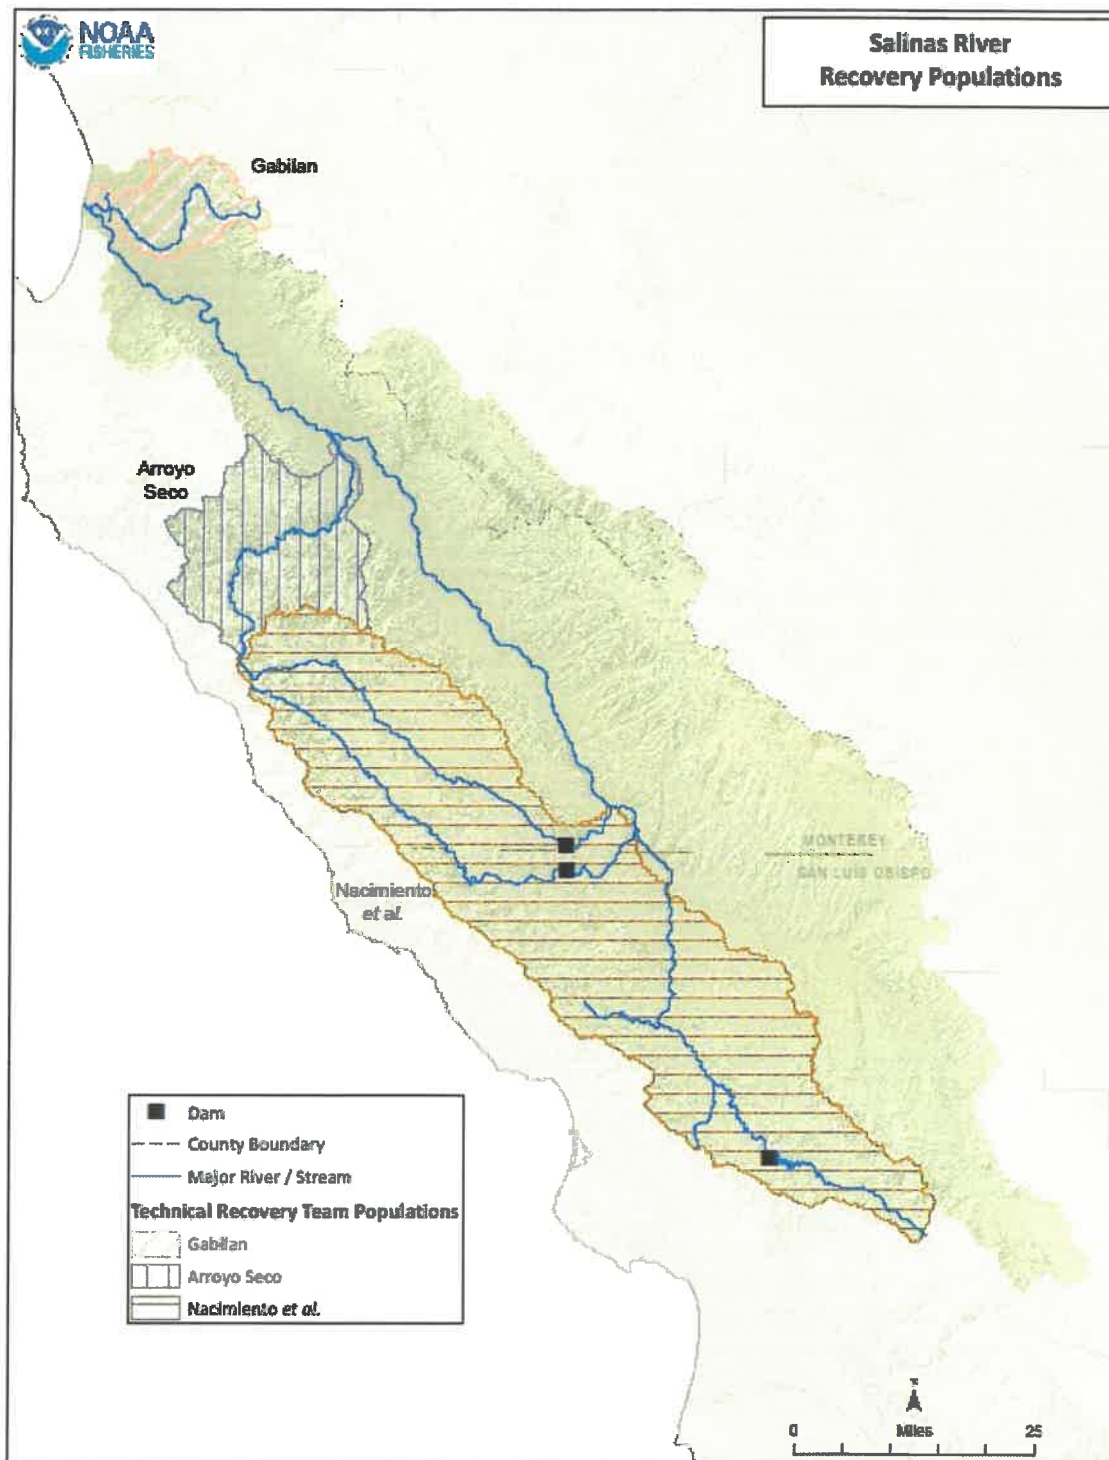 NOAA
FISHERIES
Salinas River
Recovery Populations
Gabilan
Arroyo
Seco
MONTEREY
SAN LUIS OBISPO
Nacimiento
et al.
Dam
County Boundary
Major River / Stream
Technical Recovery Team Populations
Gabilan
Arroyo Seco
Nacimiento et al.
0
Miles
25